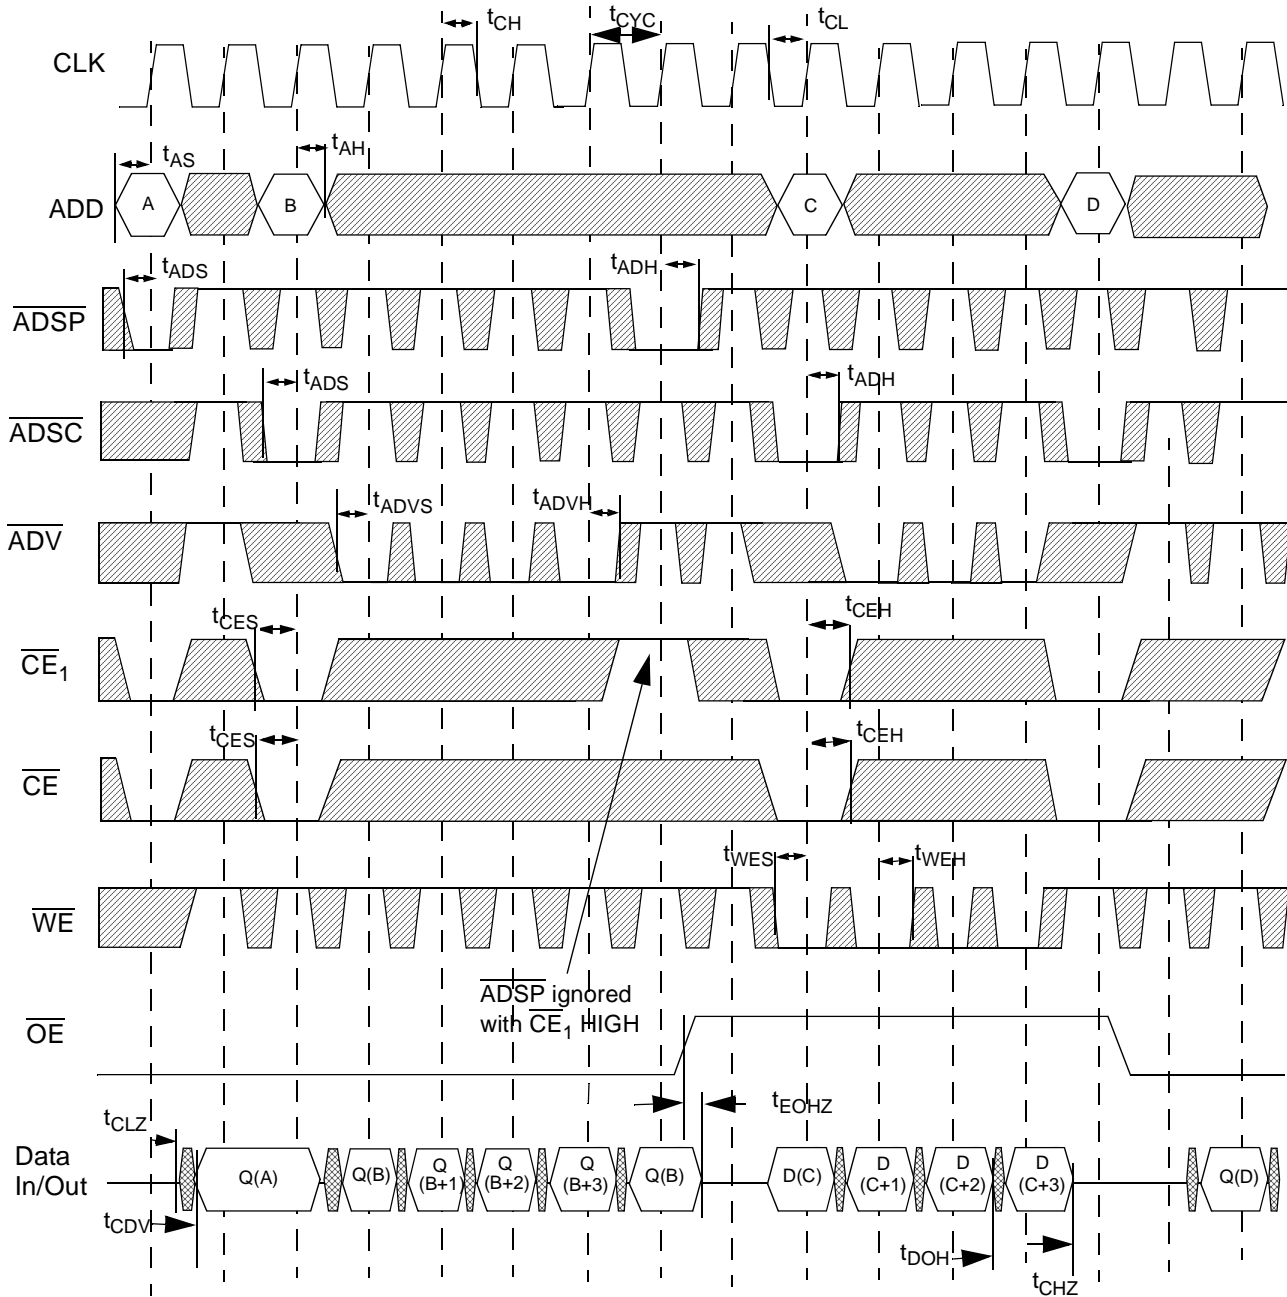 tCH
tCYC
tCL
CLK
tAS
tAH
ADD
A
B
C
D
tADS
tADH
ADSP
tADS
tADH
ADSC
tADVS
tADVH
ADV
tCES
tCEH
CE1
tCES
tCEH
CE
tWES
tWEH
WE
ADSP ignored
with CE1 HIGH
OE
tCLZ
tEOHZ
Data
In/Out
Q(A)
Q(B)
Q
(B+1)
Q
(B+2)
Q
(B+3)
Q(B)
D(C)
D
(C+1)
D
(C+2)
D
(C+3)
Q(D)
tCDV
tDOH
tCHZ